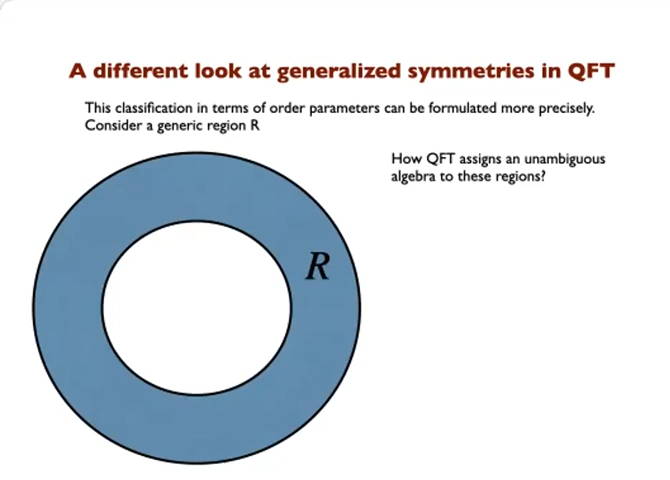 A different look at generalized symmetries in QFT
This classification in terms of order parameters can be formulated more precisely.
Consider a generic region R
How QFT assigns an unambiguous
algebra to these regions?
R